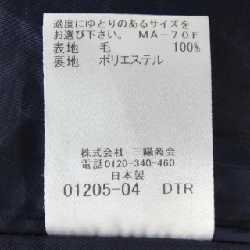 適度にゆとりのあるサイズを
お選び下さい。 MA-70F
表地 毛 100%
裏地 ポリエステル
株式会社 三陽商会
電話0120-340-460
日本製
01205-04 DTR